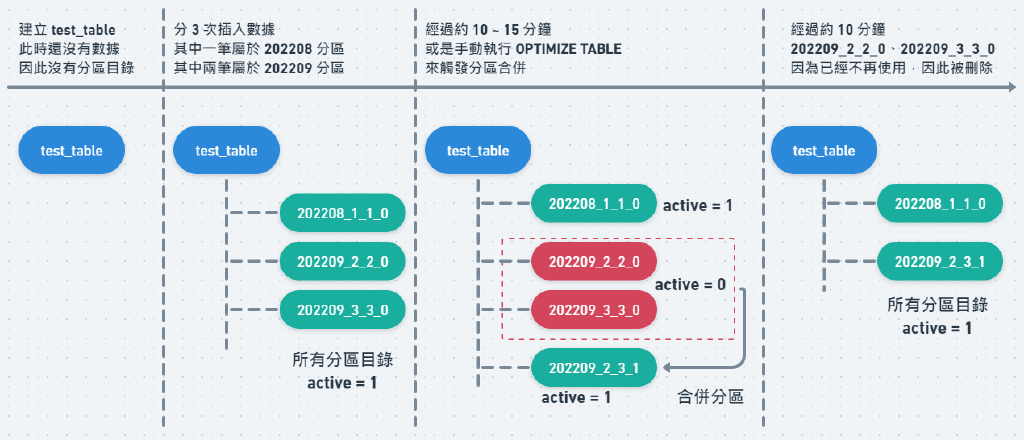 建立 test_table
此時還沒有數據
因此沒有分區目錄
分 3 次插入數據
其中一筆屬於 202208 分區
其中兩筆屬於 202209 分區
經過約 10 ~ 15 分鐘
或是手動執行 OPTIMIZE TABLE
來觸發分區合併
經過約 10 分鐘
202209_2_2_0、202209_3_3_0
因為已經不再使用，因此被刪除
test_table
test_table
202208_1_1_0
202209_2_2_0
202209_3_3_0
所有分區目錄
active = 1
test_table
202208_1_1_0
active = 1
202209_2_2_0
active = 0
202209_3_3_0
202209_2_3_1
active = 1
合併分區
test_table
202208_1_1_0
202209_2_3_1
所有分區目錄
active = 1